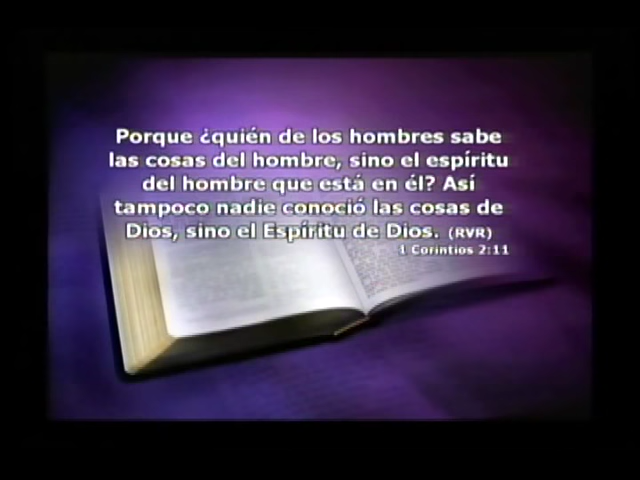 Porque ¿quién de los hombres sabe
las cosas del hombre, sino el espíritu
del hombre que está en él? Así
tampoco nadie conoció las cosas de
Dios, sino el Espíritu de Dios. (RVR)
1 Corintios 2:11